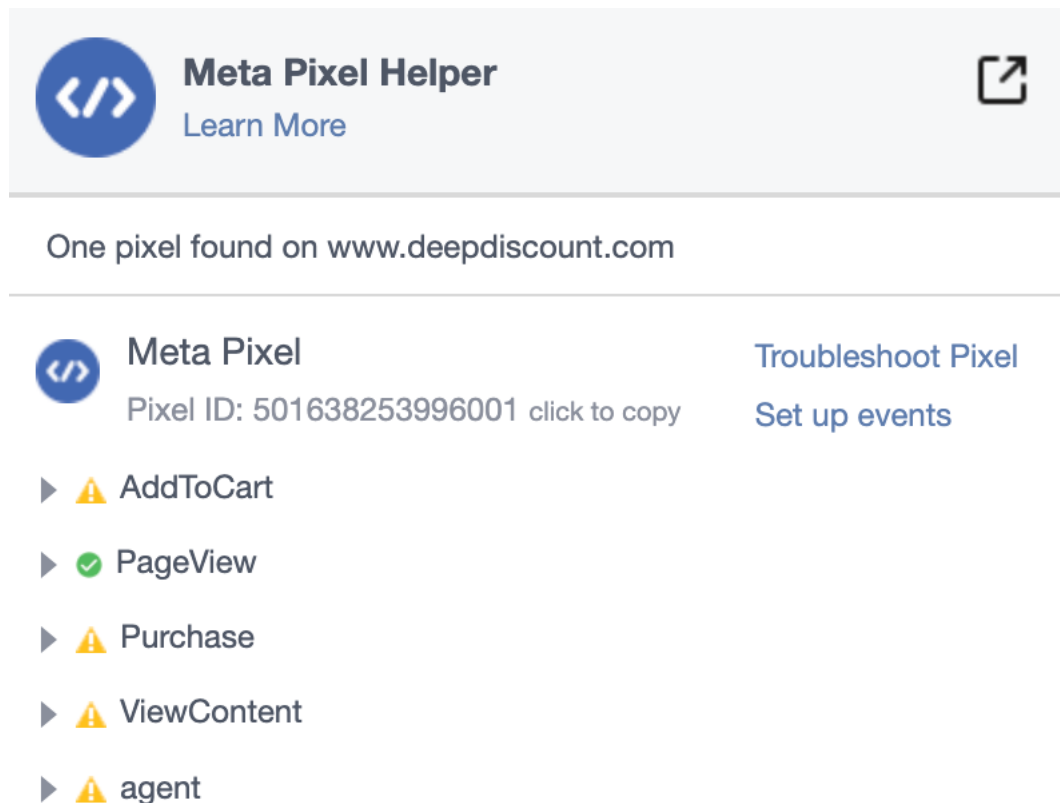 Meta Pixel Helper
Learn More
One pixel found on www.deepdiscount.com
Meta Pixel
Troubleshoot Pixel
Pixel ID: 501638253996001 click to copy
Set up events
AddToCart
PageView
Purchase
ViewContent
agent